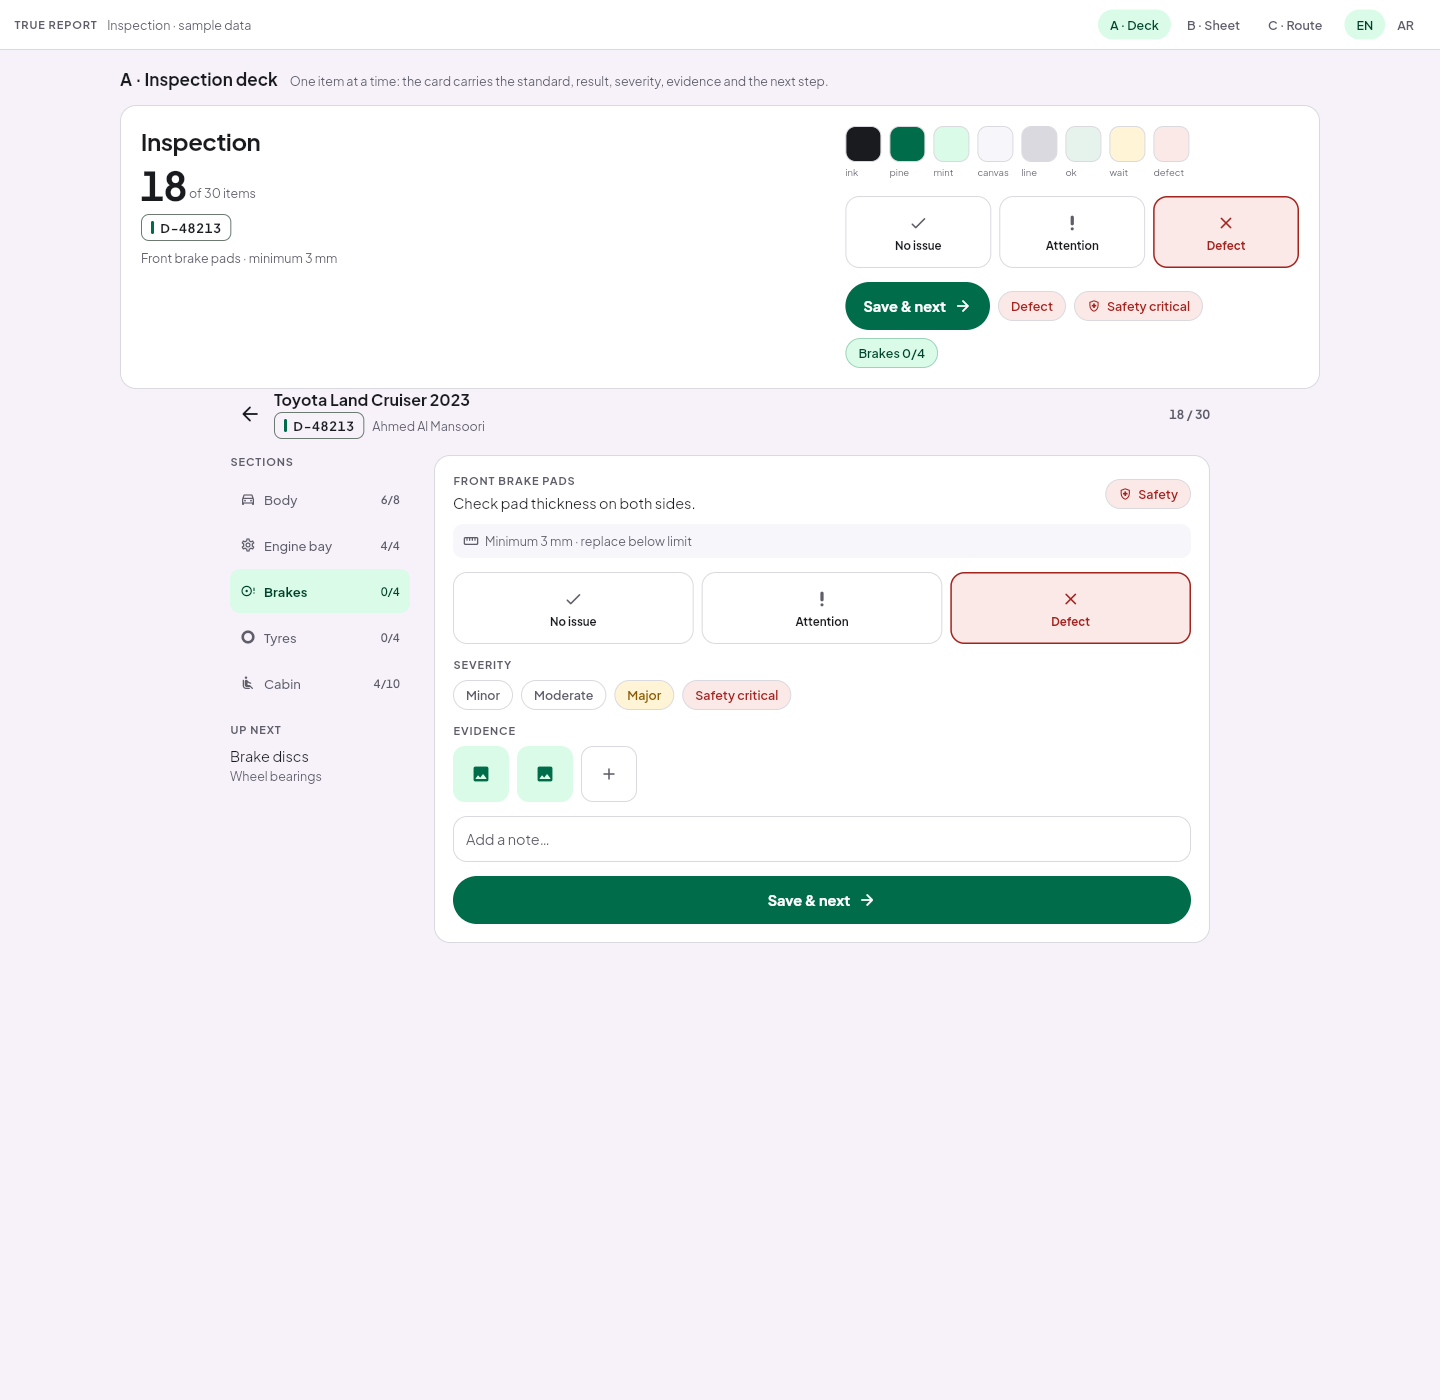 TRUE REPORT Inspection · sample data A · Deck B · Sheet C · Route EN AR
A · Inspection deck One item at a time: the card carries the standard, result, severity, evidence and the next step.
Inspection
18 of 30 items
D-48213
Front brake pads · minimum 3 mm
ink pine mint canvas line ok wait defect
No issue Attention Defect
Save & next Defect Safety critical
Brakes 0/4
Toyota Land Cruiser 2023
D-48213 Ahmed Al Mansoori
18 / 30
SECTIONS
Body 6/8
Engine bay 4/4
Brakes 0/4
Tyres 0/4
Cabin 4/10
UP NEXT
Brake discs
Wheel bearings
FRONT BRAKE PADS
Check pad thickness on both sides.
Safety
Minimum 3 mm · replace below limit
No issue Attention Defect
SEVERITY
Minor Moderate Major Safety critical
EVIDENCE
Add a note…
Save & next